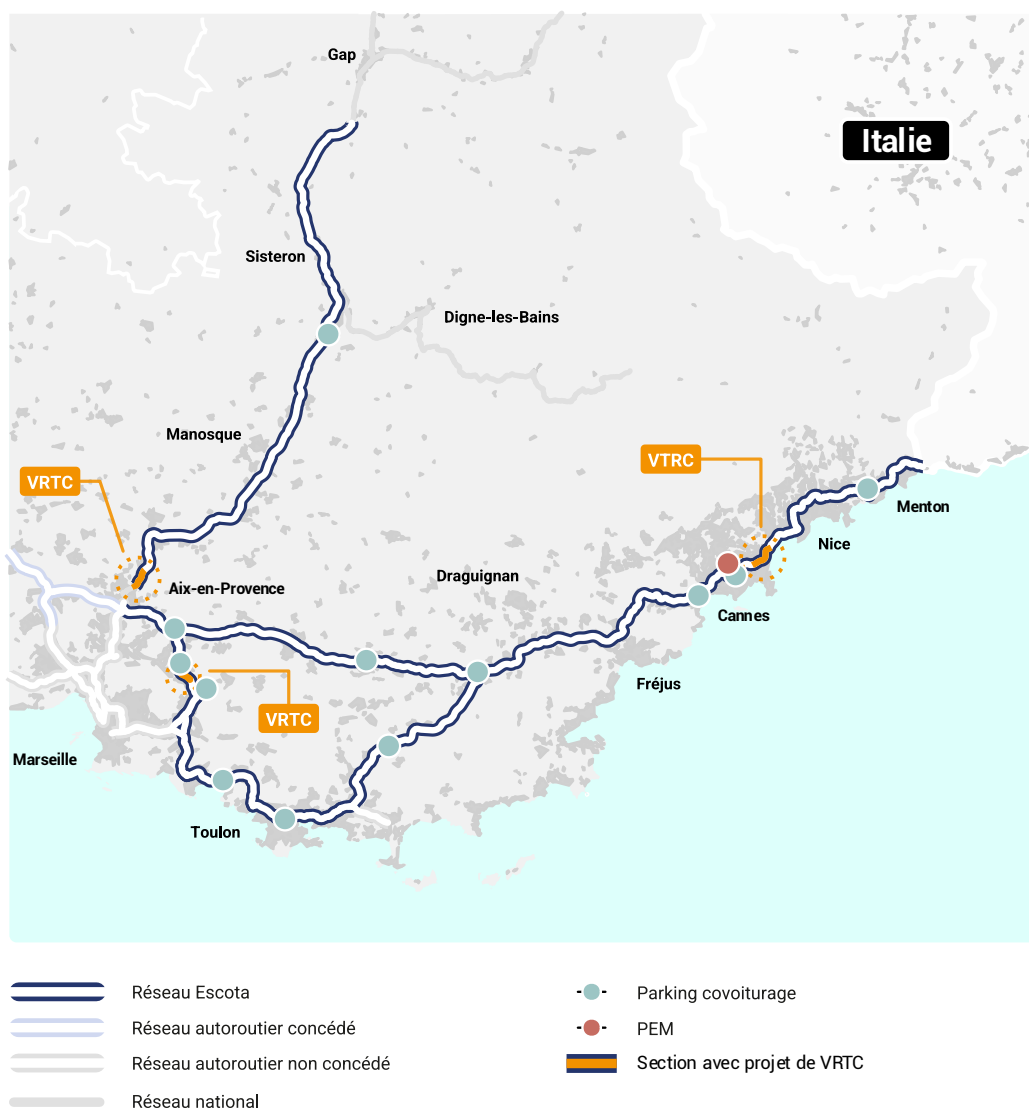 Gap
Italie
Sisteron
Digne-les-Bains
Manosque
VRTC
VTRC
Menton
Nice
Aix-en-Provence
Draguignan
Cannes
Fréjus
VRTC
Marseille
Toulon
Réseau Escota
Réseau autoroutier concédé
Réseau autoroutier non concédé
Réseau national
Parking covoiturage
PEM
Section avec projet de VRTC